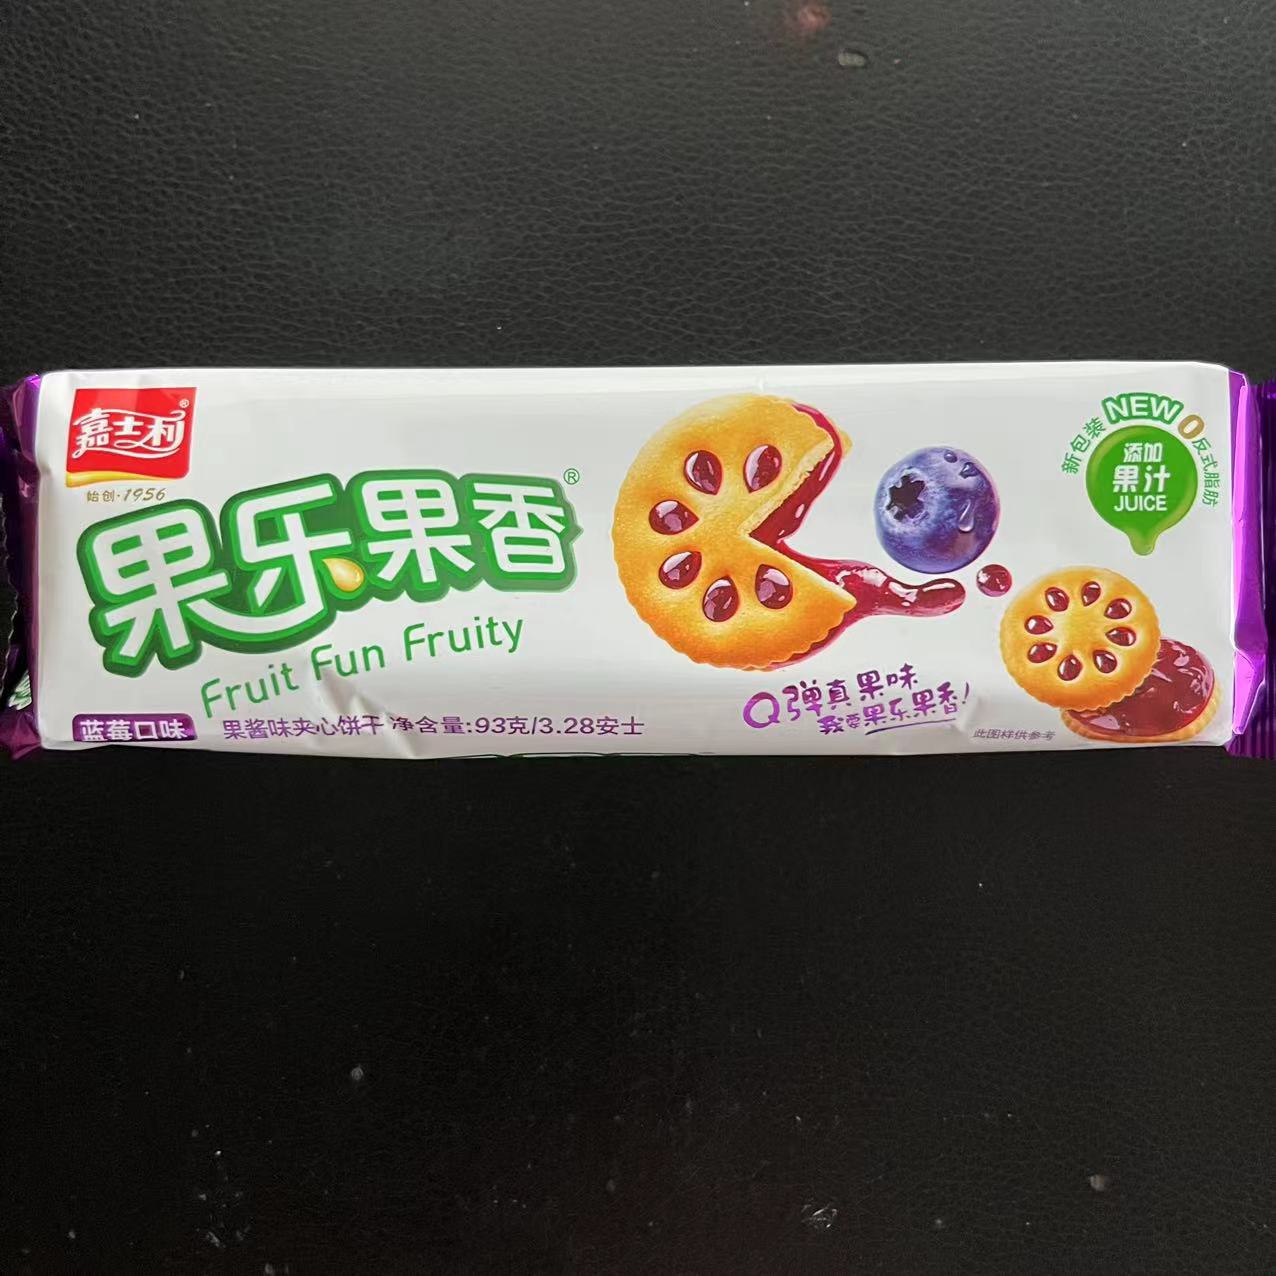 嘉士利®
始创·1956
果乐果香®
Fruit Fun Fruity
蓝莓口味
果酱味夹心饼干 净含量:93克/3.28安士
Q弹真果味
我要果乐果香!
此图样供参考
NEW
新包装 0反式脂肪
添加
果汁
JUICE